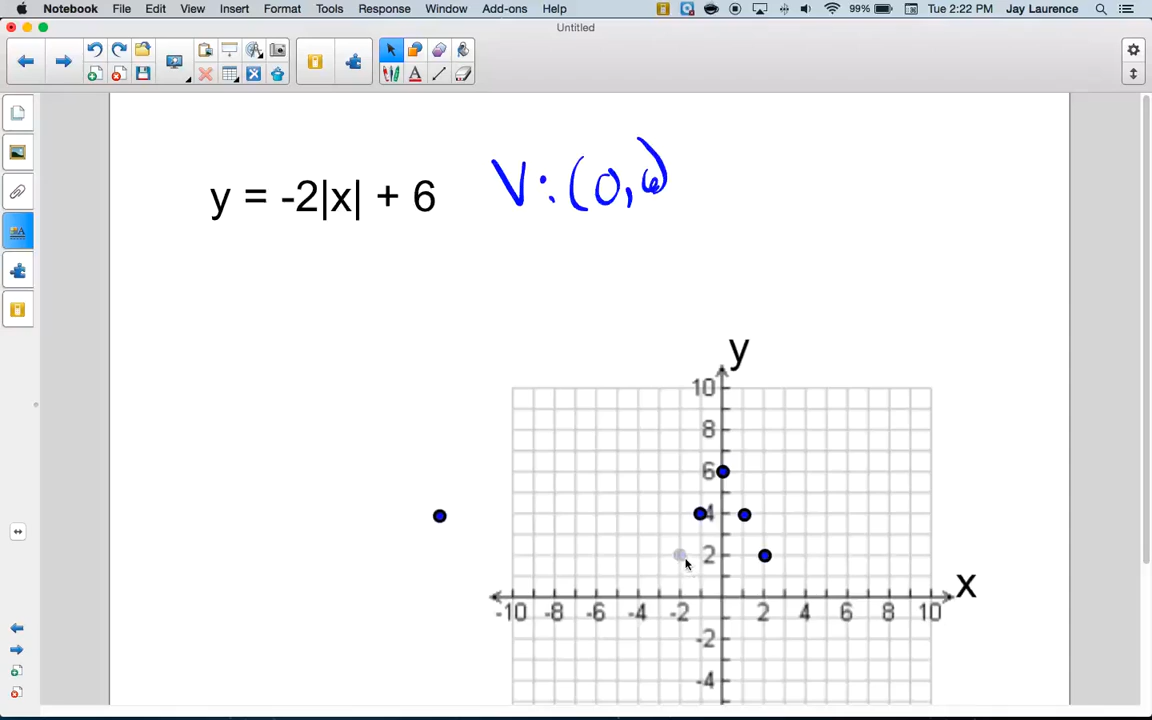 Notebook File Edit View Insert Format Tools Response Window Add-ons Help 99% Tue 2:22 PM Jay Laurence
Untitled
y = -2|x| + 6 V: (0,6)
y
10
8
6
4
2
x
-10 -8 -6 -4 -2 2 4 6 8 10
-2
-4